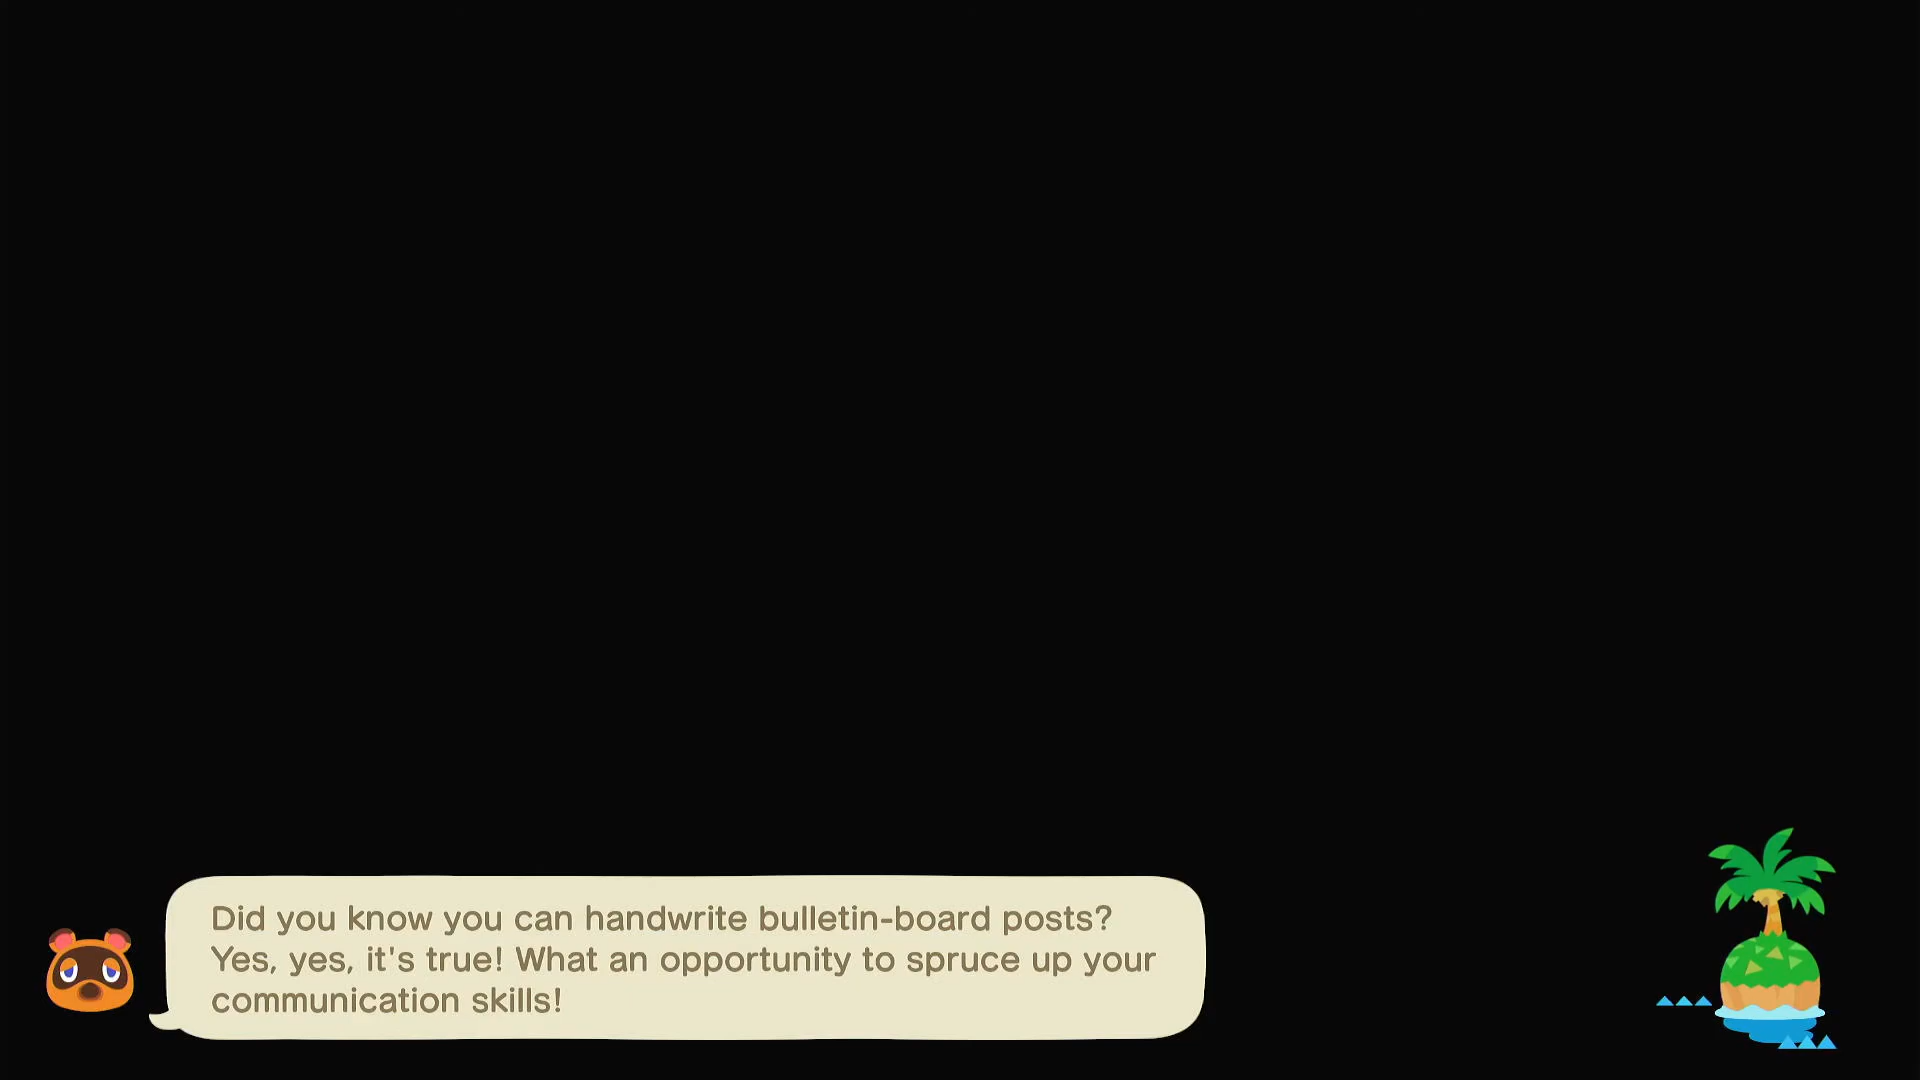 Did you know you can handwrite bulletin-board posts?
Yes, yes, it's true! What an opportunity to spruce up your
communication skills!